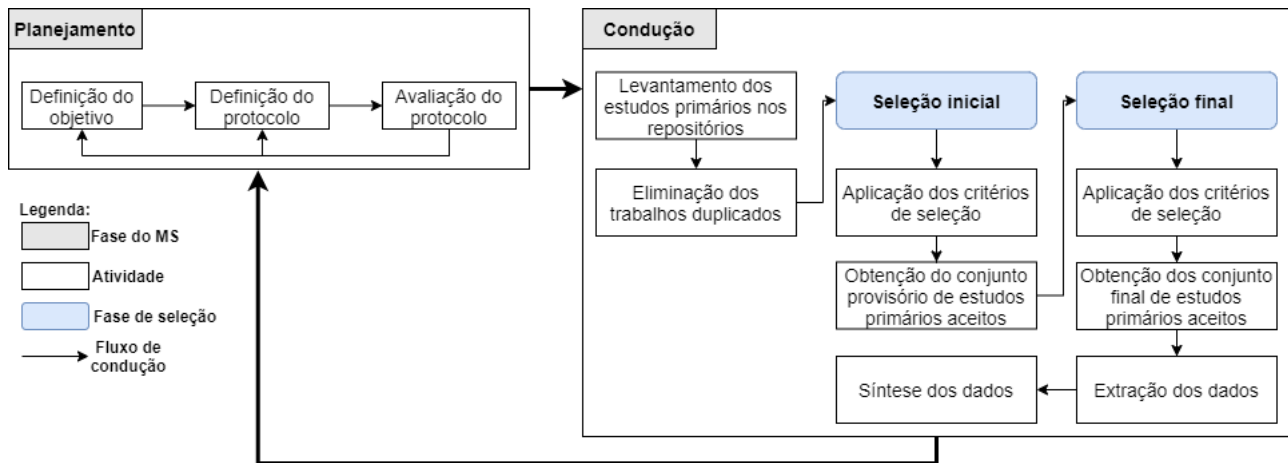 Planejamento
Definição do
objetivo
Definição do
protocolo
Avaliação do
protocolo
Legenda:
Fase do MS
Atividade
Fase de seleção
Fluxo de
condução
Condução
Levantamento dos
estudos primários nos
repositórios
Eliminação dos
trabalhos duplicados
Seleção inicial
Aplicação dos critérios
de seleção
Obtenção do conjunto
provisório de estudos
primários aceitos
Seleção final
Aplicação dos critérios
de seleção
Obtenção dos conjunto
final de estudos
primários aceitos
Extração dos dados
Síntese dos dados